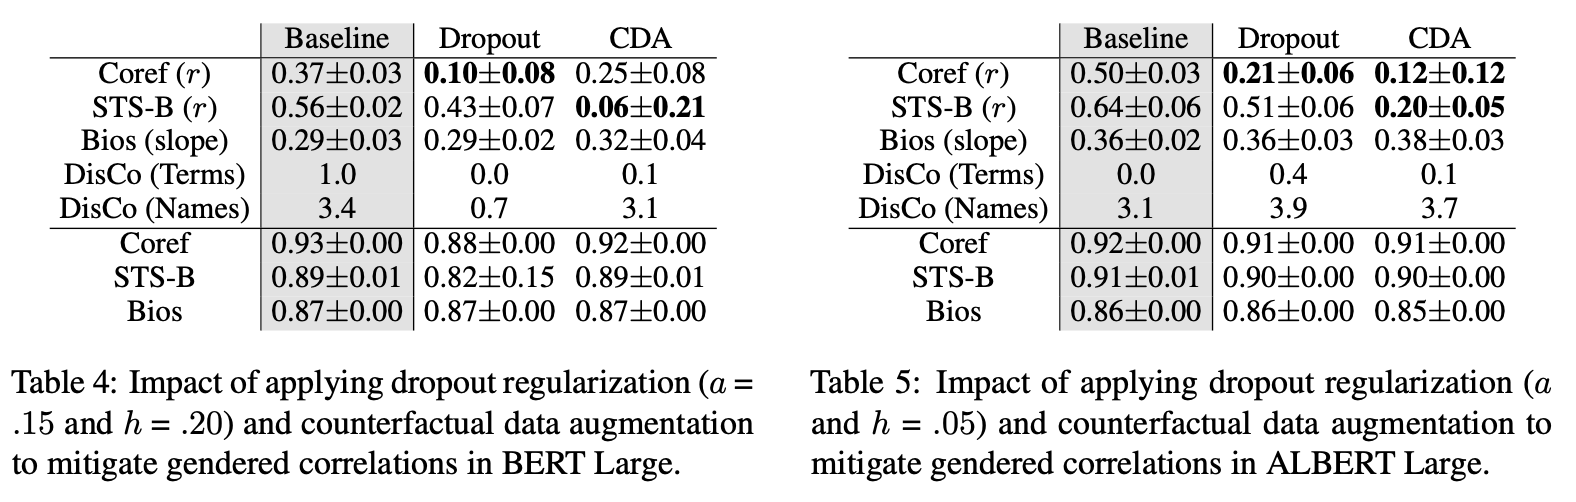 Baseline Dropout CDA
Coref (r) 0.37±0.03 0.10±0.08 0.25±0.08
STS-B (r) 0.56±0.02 0.43±0.07 0.06±0.21
Bios (slope) 0.29±0.03 0.29±0.02 0.32±0.04
DisCo (Terms) 1.0 0.0 0.1
DisCo (Names) 3.4 0.7 3.1
Coref 0.93±0.00 0.88±0.00 0.92±0.00
STS-B 0.89±0.01 0.82±0.15 0.89±0.01
Bios 0.87±0.00 0.87±0.00 0.87±0.00
Table 4: Impact of applying dropout regularization (a =
.15 and h = .20) and counterfactual data augmentation
to mitigate gendered correlations in BERT Large.
Baseline Dropout CDA
Coref (r) 0.50±0.03 0.21±0.06 0.12±0.12
STS-B (r) 0.64±0.06 0.51±0.06 0.20±0.05
Bios (slope) 0.36±0.02 0.36±0.03 0.38±0.03
DisCo (Terms) 0.0 0.4 0.1
DisCo (Names) 3.1 3.9 3.7
Coref 0.92±0.00 0.91±0.00 0.91±0.00
STS-B 0.91±0.01 0.90±0.00 0.90±0.00
Bios 0.86±0.00 0.86±0.00 0.85±0.00
Table 5: Impact of applying dropout regularization (a
and h = .05) and counterfactual data augmentation to
mitigate gendered correlations in ALBERT Large.